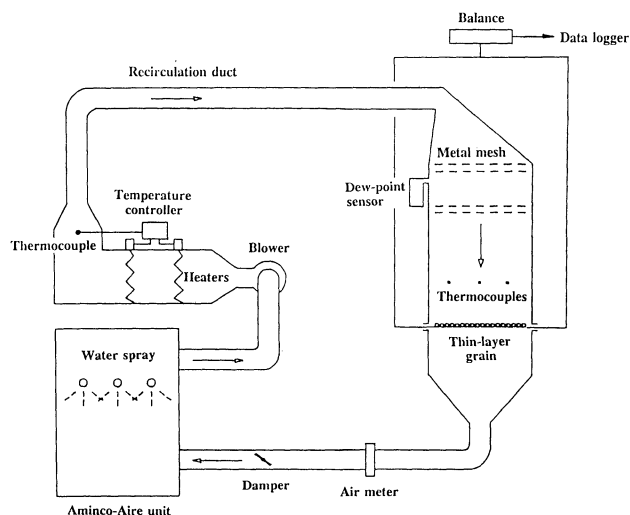 Balance
Data logger
Recirculation duct
Metal mesh
Dew-point
sensor
Temperature
controller
Thermocouple
Heaters
Blower
Thermocouples
Thin-layer
grain
Water spray
Damper
Air meter
Aminco-Aire unit